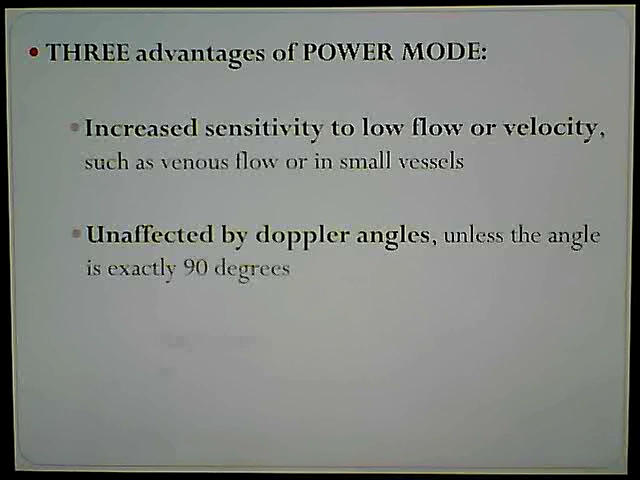 • THREE advantages of POWER MODE:
• Increased sensitivity to low flow or velocity,
such as venous flow or in small vessels
• Unaffected by doppler angles, unless the angle
is exactly 90 degrees